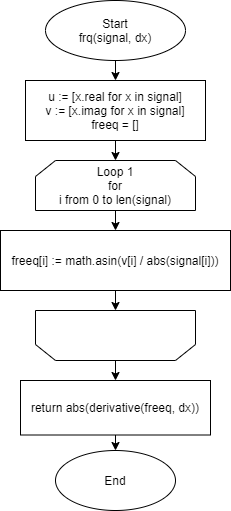 Start
frq(signal, dx)
u := [x.real for x in signal]
v := [x.imag for x in signal]
freeq = []
Loop 1
for
i from 0 to len(signal)
freeq[i] := math.asin(v[i] / abs(signal[i]))
return abs(derivative(freeq, dx))
End